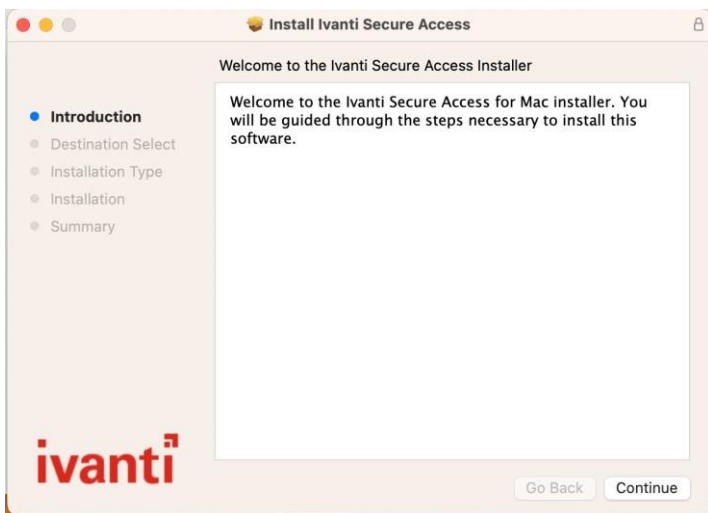 Install Ivanti Secure Access
Welcome to the Ivanti Secure Access Installer
Introduction
Destination Select
Installation Type
Installation
Summary
Welcome to the Ivanti Secure Access for Mac installer. You
will be guided through the steps necessary to install this
software.
ivanti
Go Back
Continue